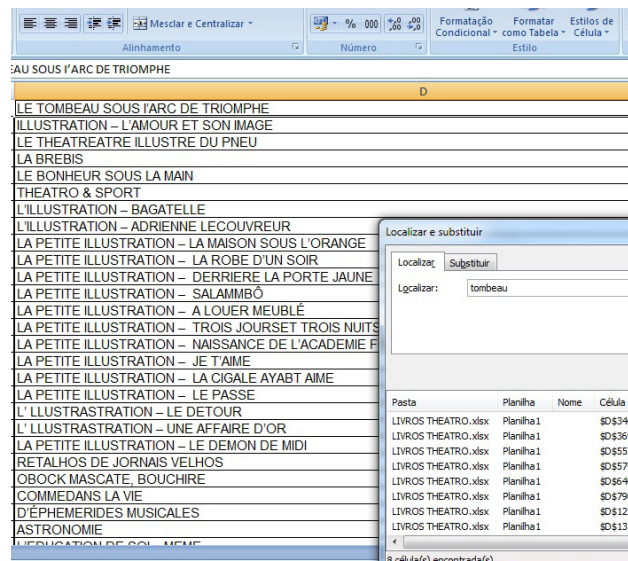 Mesclar e Centralizar
% 000
Formatação Condicional
Formatar como Tabela
Estilos de Célula
Alinhamento
Número
Estilo
EAU SOUS I'ARC DE TRIOMPHE
D
LE TOMBEAU SOUS I'ARC DE TRIOMPHE
ILLUSTRATION – L'AMOUR ET SON IMAGE
LE THEATREATRE ILLUSTRE DU PNEU
LA BREBIS
LE BONHEUR SOUS LA MAIN
THEATRO & SPORT
L'ILLUSTRATION – BAGATELLE
L'ILLUSTRATION – ADRIENNE LECOUVREUR
LA PETITE ILLUSTRATION – LA MAISON SOUS L'ORANGE
LA PETITE ILLUSTRATION – LA ROBE D'UN SOIR
LA PETITE ILLUSTRATION – DERRIERE LA PORTE JAUNE
LA PETITE ILLUSTRATION – SALAMMBÔ
LA PETITE ILLUSTRATION – A LOUER MEUBLÉ
LA PETITE ILLUSTRATION – TROIS JOURSET TROIS NUITS
LA PETITE ILLUSTRATION – NAISSANCE DE L'ACADEMIE F
LA PETITE ILLUSTRATION – JE T'AIME
LA PETITE ILLUSTRATION – LA CIGALE AYABT AIME
LA PETITE ILLUSTRATION – LE PASSE
L' LLUSTRASTRATION – LE DETOUR
L' LLUSTRATION – UNE AFFAIRE D'OR
LA PETITE ILLUSTRATION – LE DEMON DE MIDI
RETALHOS DE JORNAIS VELHOS
OBOCK MASCATE, BOUCHIRE
COMMEDANS LA VIE
D'ÉPHEMERIDES MUSICALES
ASTRONOMIE
Localizar e substituir
Localizar Substituir
Localizar: tombeau
Pasta Planilha Nome Célula
LIVROS THEATRO.xlsx Planilha1 $D$34
LIVROS THEATRO.xlsx Planilha1 $D$36
LIVROS THEATRO.xlsx Planilha1 $D$55
LIVROS THEATRO.xlsx Planilha1 $D$57
LIVROS THEATRO.xlsx Planilha1 $D$64
LIVROS THEATRO.xlsx Planilha1 $D$79
LIVROS THEATRO.xlsx Planilha1 $D$12
LIVROS THEATRO.xlsx Planilha1 $D$13
8 célula(s) encontrada(s)